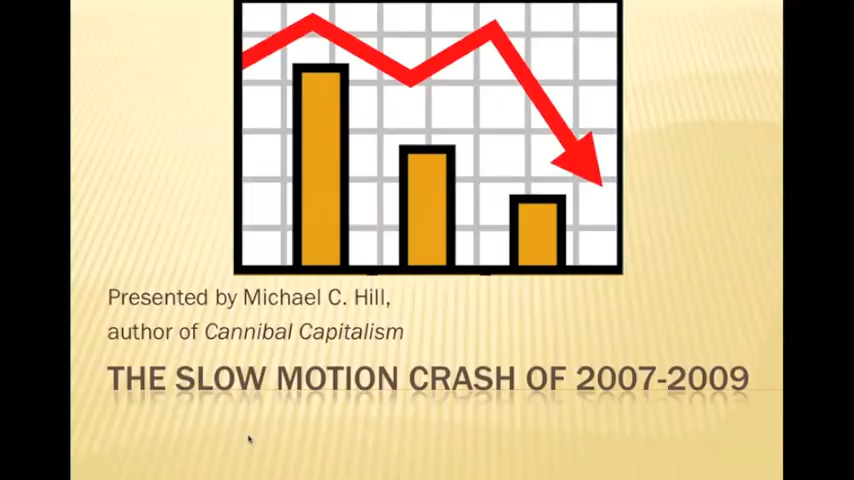 Presented by Michael C. Hill,
author of Cannibal Capitalism
THE SLOW MOTION CRASH OF 2007-2009